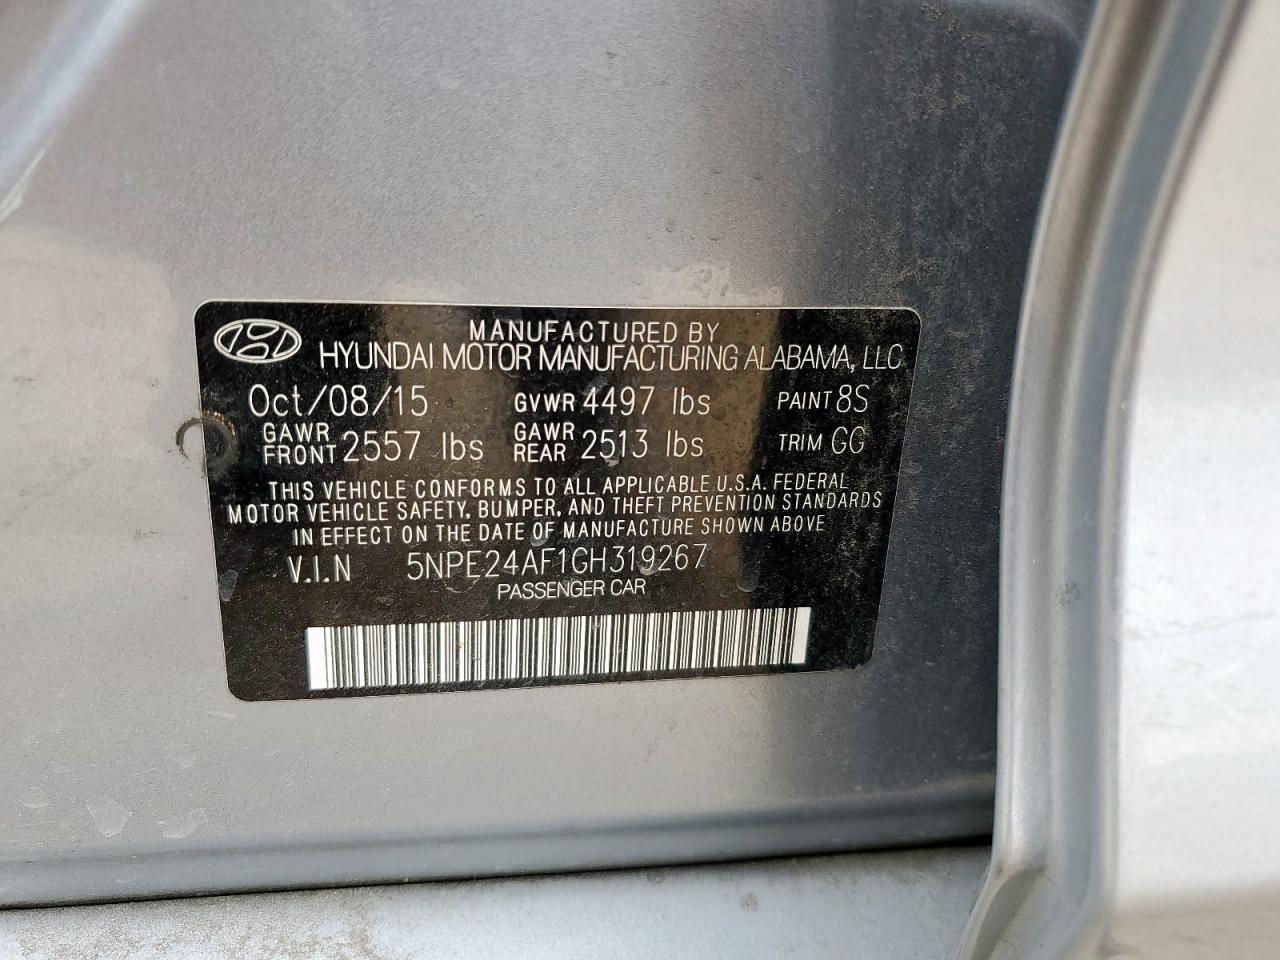 MANUFACTURED BY
HYUNDAI MOTOR MANUFACTURING ALABAMA, LLC
Oct/08/15 GVWR 4497 lbs PAINT 8S
GAWR FRONT 2557 lbs GAWR REAR 2513 lbs TRIM GG
THIS VEHICLE CONFORMS TO ALL APPLICABLE U.S.A. FEDERAL
MOTOR VEHICLE SAFETY, BUMPER, AND THEFT PREVENTION STANDARDS
IN EFFECT ON THE DATE OF MANUFACTURE SHOWN ABOVE
V.I.N 5NPE24AF1GH319267
PASSENGER CAR